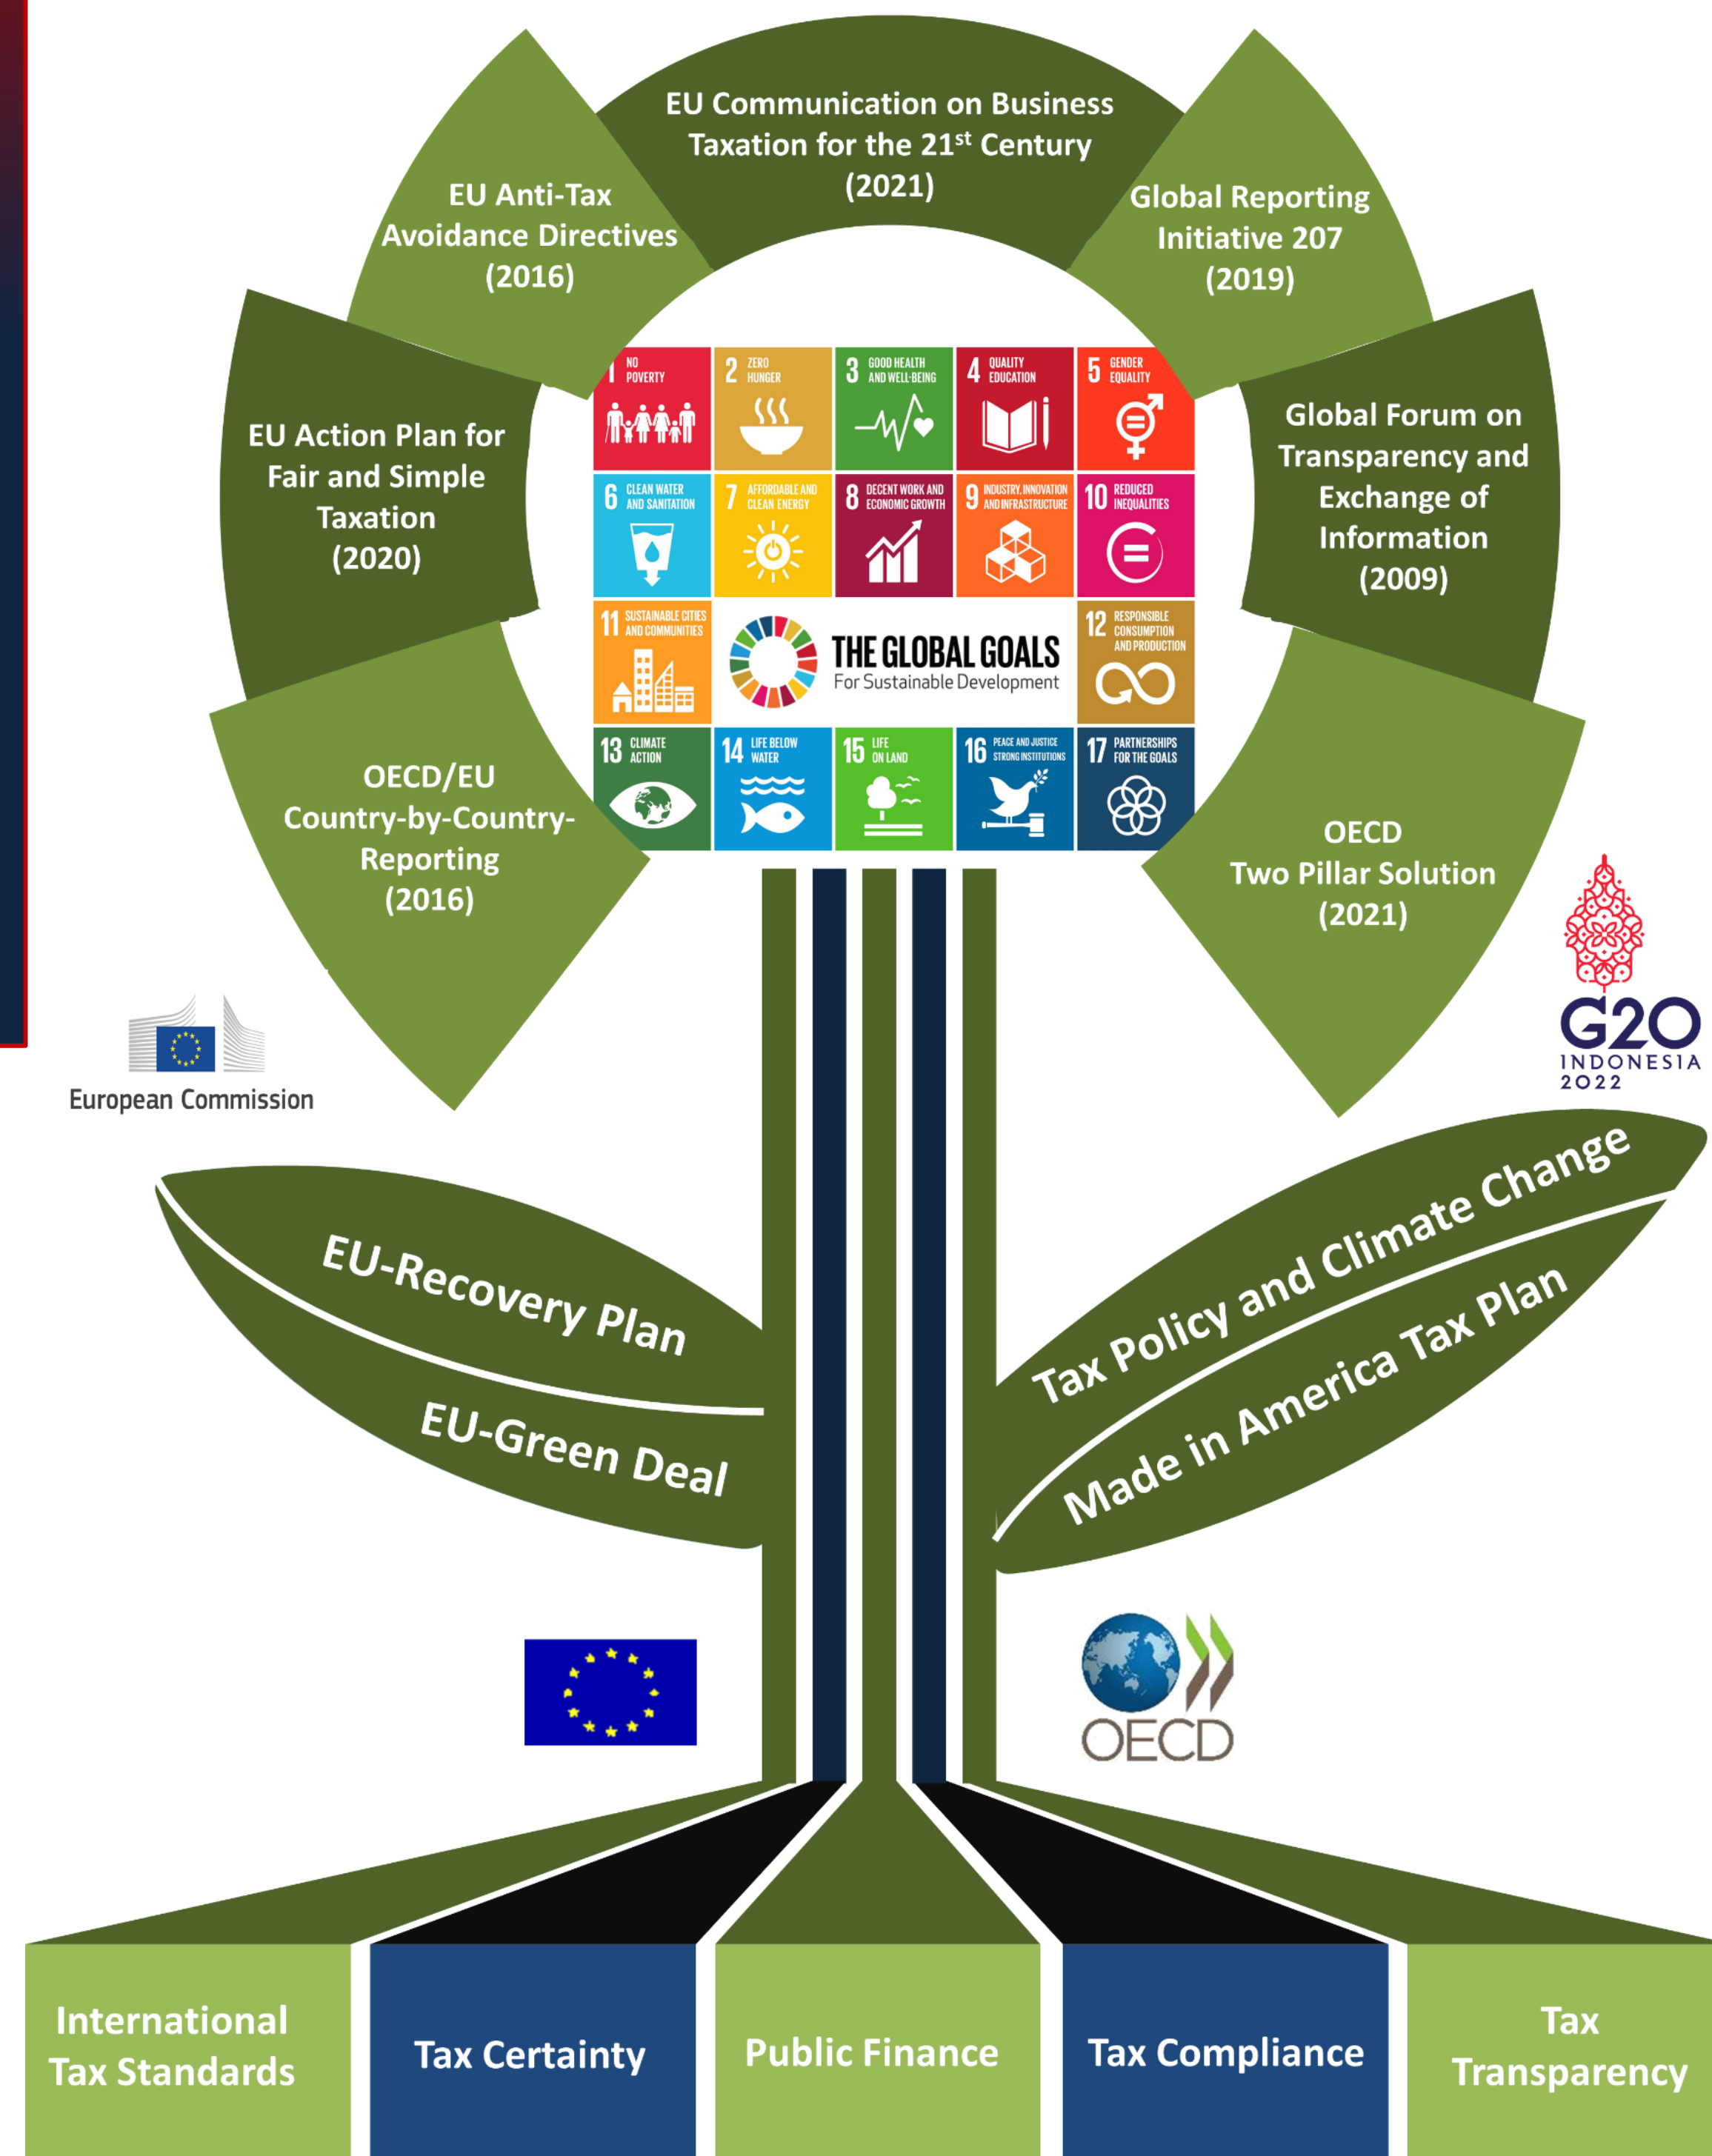 EU Communication on Business
Taxation for the 21st Century
(2021)
EU Anti-Tax
Avoidance Directives
(2016)
Global Reporting
Initiative 207
(2019)
EU Action Plan for
Fair and Simple
Taxation
(2020)
Global Forum on
Transparency and
Exchange of
Information
(2009)
1 NO
POVERTY
2 ZERO
HUNGER
3 GOOD HEALTH
AND WELL-BEING
4 QUALITY
EDUCATION
5 GENDER
EQUALITY
6 CLEAN WATER
AND SANITATION
7 AFFORDABLE AND
CLEAN ENERGY
8 DECENT WORK AND
ECONOMIC GROWTH
9 INDUSTRY, INNOVATION
AND INFRASTRUCTURE
10 REDUCED
INEQUALITIES
11 SUSTAINABLE CITIES
AND COMMUNITIES
THE GLOBAL GOALS
For Sustainable Development
12 RESPONSIBLE
CONSUMPTION
AND PRODUCTION
13 CLIMATE
ACTION
14 LIFE BELOW
WATER
15 LIFE
ON LAND
16 PEACE AND JUSTICE
STRONG INSTITUTIONS
17 PARTNERSHIPS
FOR THE GOALS
OECD/EU
Country-by-Country-
Reporting
(2016)
OECD
Two Pillar Solution
(2021)
European Commission
G20
INDONESIA
2022
EU-Recovery Plan
EU-Green Deal
Tax Policy and Climate Change
Made in America Tax Plan
OECD
International
Tax Standards
Tax Certainty
Public Finance
Tax Compliance
Tax
Transparency